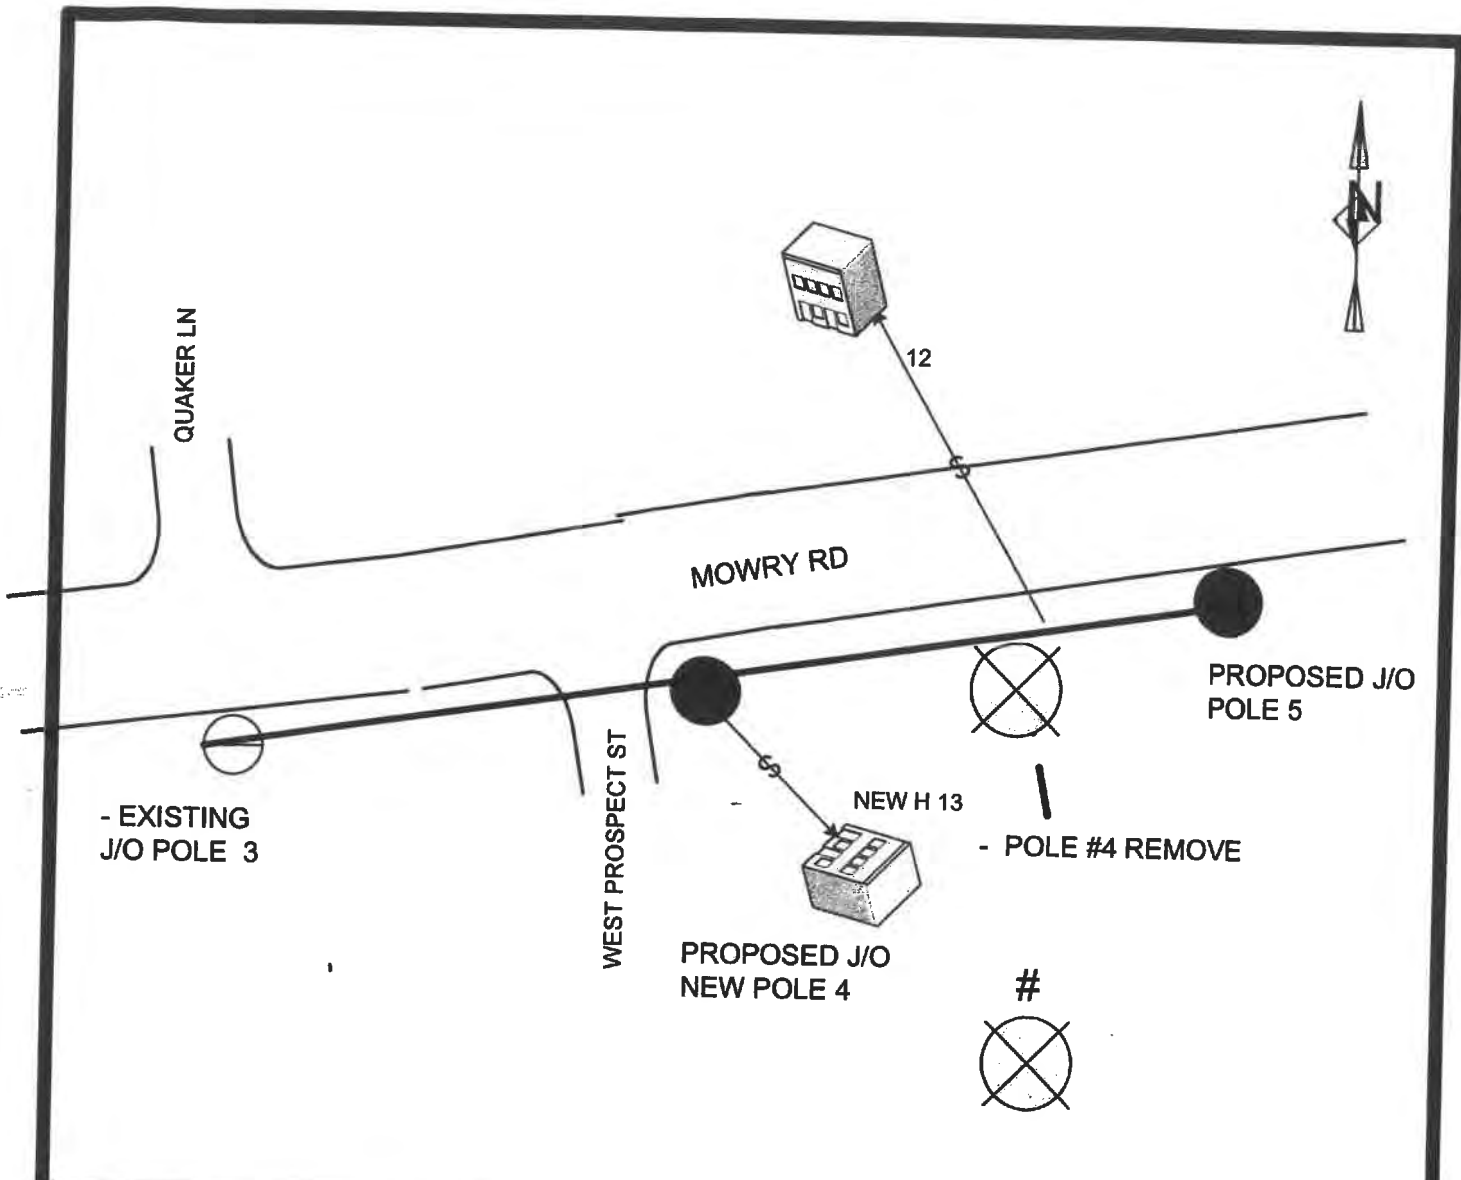 N
QUAKER LN
12
S
MOWRY RD
PROPOSED J/O
POLE 5
WEST PROSPECT ST
S
NEW H 13
- EXISTING
J/O POLE 3
- POLE #4 REMOVE
PROPOSED J/O
NEW POLE 4
#